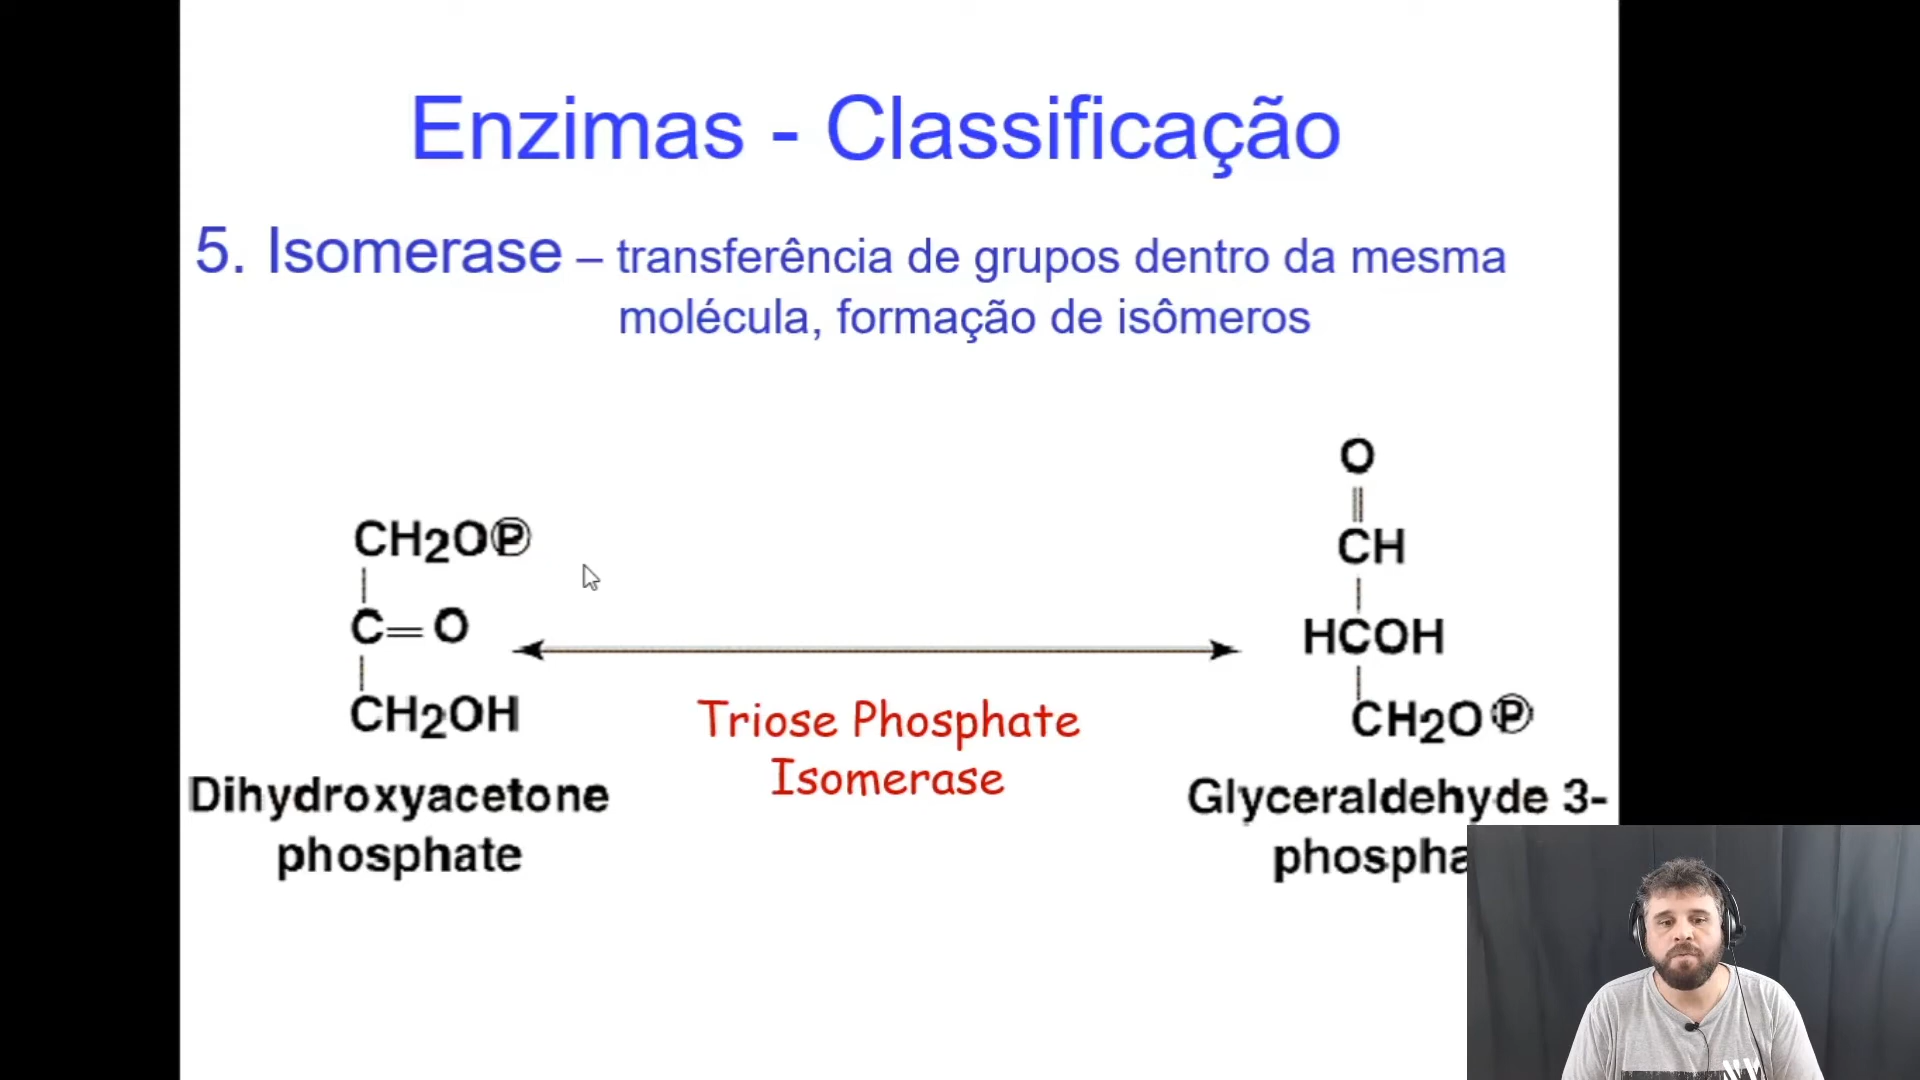 Enzimas - Classificação
5. Isomerase – transferência de grupos dentro da mesma
molécula, formação de isômeros
O
CH2OP
CH
C=O
HCOH
CH2OH
CH2OP
Triose Phosphate
Isomerase
Dihydroxyacetone
phosphate
Glyceraldehyde 3-
phospha